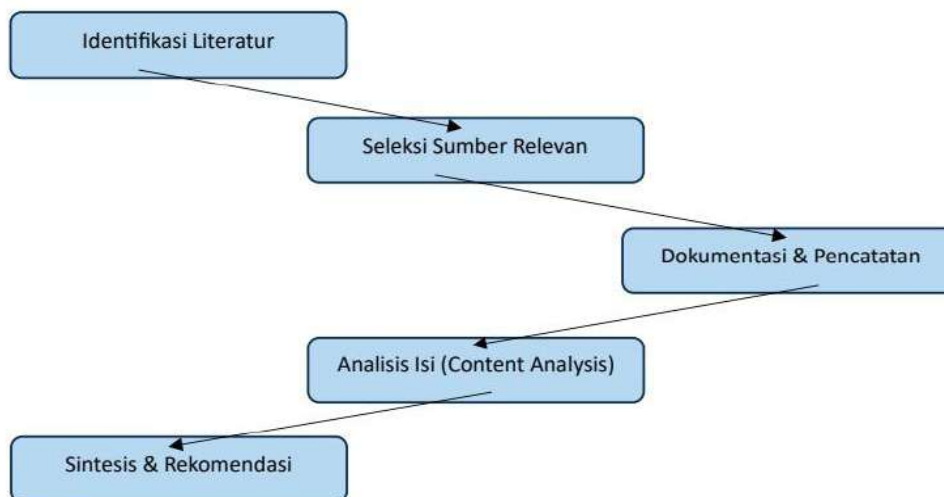 Identifikasi Literatur
Seleksi Sumber Relevan
Dokumentasi & Pencatatan
Analisis Isi (Content Analysis)
Sintesis & Rekomendasi